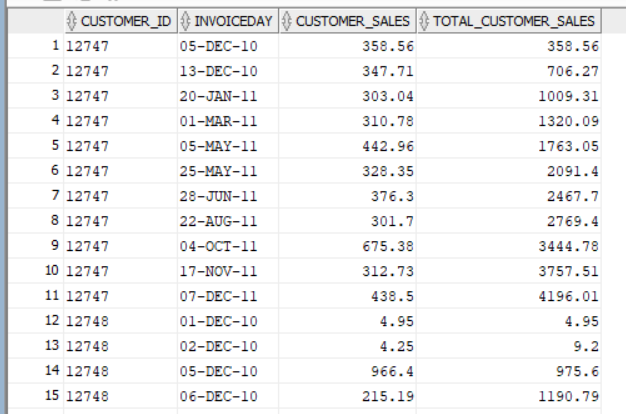 CUSTOMER_ID INVOICEDAY CUSTOMER_SALES TOTAL_CUSTOMER_SALES
1 12747 05-DEC-10 358.56 358.56
2 12747 13-DEC-10 347.71 706.27
3 12747 20-JAN-11 303.04 1009.31
4 12747 01-MAR-11 310.78 1320.09
5 12747 05-MAY-11 442.96 1763.05
6 12747 25-MAY-11 328.35 2091.4
7 12747 28-JUN-11 376.3 2467.7
8 12747 22-AUG-11 301.7 2769.4
9 12747 04-OCT-11 675.38 3444.78
10 12747 17-NOV-11 312.73 3757.51
11 12747 07-DEC-11 438.5 4196.01
12 12748 01-DEC-10 4.95 4.95
13 12748 02-DEC-10 4.25 9.2
14 12748 05-DEC-10 966.4 975.6
15 12748 06-DEC-10 215.19 1190.79